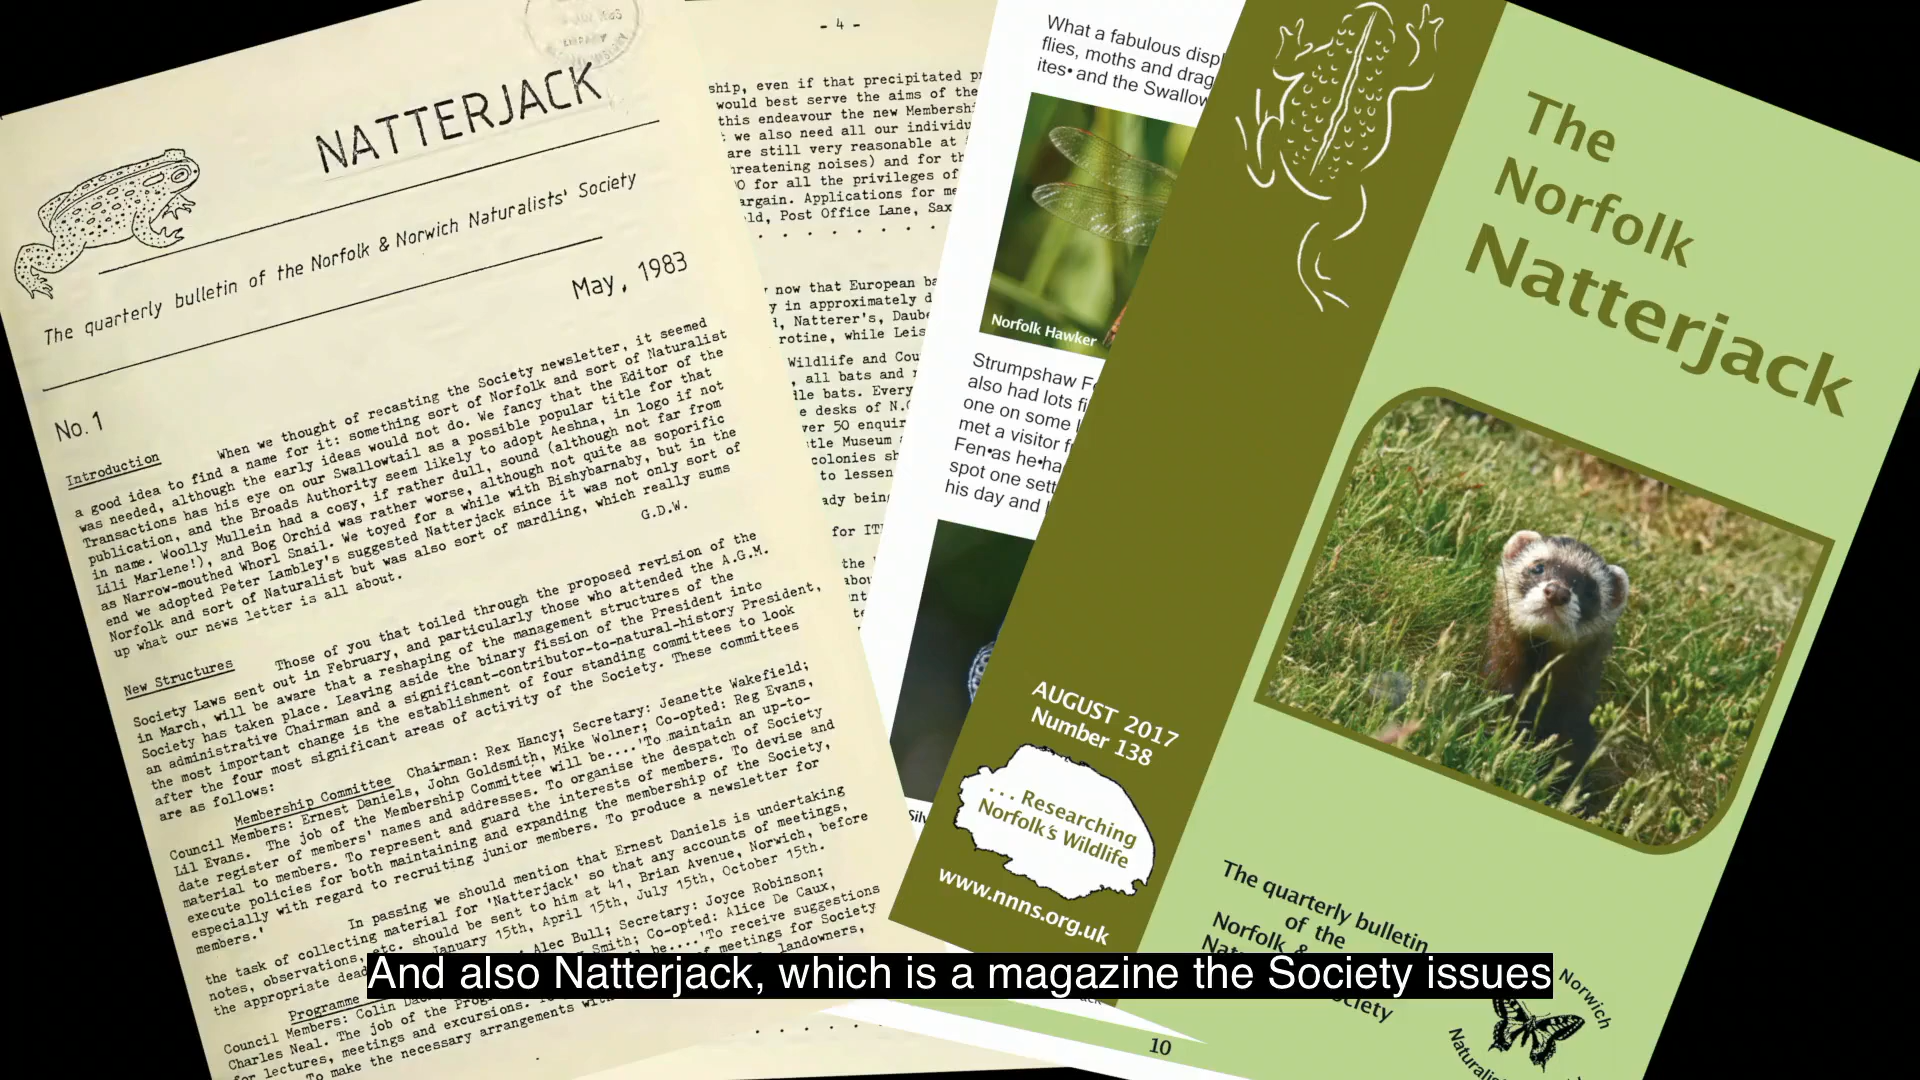 NATTERJACK
The quarterly bulletin of the Norfolk & Norwich Naturalists' Society
May, 1983
No. 1
Introduction
When we thought of recasting the Society newsletter, it seemed
a good idea to find a name for it: something sort of Norfolk and sort of Naturalist
was needed, although the early ideas would not do. We fancy that the Editor of the
Transactions has his eye on our Swallowtail as a possible popular title for that
publication, and the Broads Authority seem likely to adopt Aeshna, in logo if not
in name. Woolly Mullein had a cosy, if rather dull, sound (although not far from
Lili Marlene!), and Bog Orchid was rather worse, although not quite as soporific
as Narrow-mouthed Whorl Snail. We toyed for a while with Bishybarnaby, but in the
end we adopted Peter Lambley's suggested Natterjack since it was not only sort of
Norfolk and sort of Naturalist but was also sort of mardling, which really sums
up what our news letter is all about.
G.D.W.
New Structures
Those of you that toiled through the proposed revision of the
Society Laws sent out in February, and particularly those who attended the A.G.M.
in March, will be aware that a reshaping of the management structures of the
Society has taken place. Leaving aside the binary fission of the President into
an administrative Chairman and a significant-contributor-to-natural-history President,
the most important change is the establishment of four standing committees to look
after the four most significant areas of activity of the Society. These committees
are as follows:
Membership Committee Chairman: Rex Hancy; Secretary: Jeanette Wakefield;
Council Members: Ernest Daniels, John Goldsmith, Mike Wolner; Co-opted: Reg Evans,
Lil Evans. The job of the Membership Committee will be....'To maintain an up-to-
date register of members' names and addresses. To organise the despatch of Society
material to members. To represent and guard the interests of members. To devise and
execute policies for both maintaining and expanding the membership of the Society,
especially with regard to recruiting junior members. To produce a newsletter for
members.'
In passing we should mention that Ernest Daniels is undertaking
the task of collecting material for 'Natterjack' so that any accounts of meetings,
notes, observations, etc. should be sent to him at 41, Brian Avenue, Norwich, before
the appropriate dead January 15th, April 15th, July 15th, October 15th.
Programme Alec Bull; Secretary: Joyce Robinson;
Council Members: Colin Smith; Co-opted: Alice De Caux,
Charles Neal. The job of the be....'To receive suggestions
for lectures, meetings and excursions. of meetings for Society
To make the necessary arrangements landowners,
- 4 -
ship, even if that precipitated
would best serve the aims of the
this endeavour the new
we also need all our
are still very reasonable at
noises) and for
for all the privileges of
Applications for
Post Office Lane, Sax
now that European
in approximately
Natterer's,
while
Wildlife and
all bats and
bats. Every
desks of
over 50
Museum
colonies
to lessen
being
for
the
What a fabulous
flies, moths and
and the
Norfolk Hawker
Strumpshaw
also had lots
one on some
met a visitor
Fen•as
spot one
his day and
The
Norfolk
Natterjack
AUGUST 2017
Number 138
. . . Researching
Norfolk's Wildlife
www.nnns.org.uk
The quarterly bulletin
of the
Norfolk &
Norwich
10
And also Natterjack, which is a magazine the Society issues